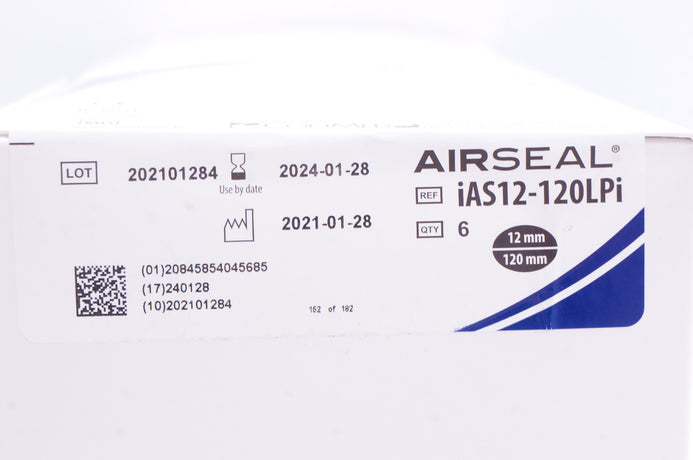 LOT 202101284
Use by date
2024-01-28
2021-01-28
AIRSEAL®
REF iAS12-120LPi
QTY 6
12 mm
120 mm
(01)20845854045685
(17)240128
(10)202101284
162 of 182